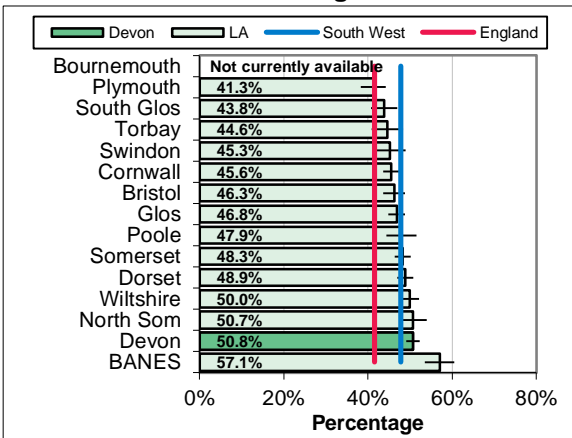 Devon LA South West England
Bournemouth Not currently available
Plymouth 41.3%
South Glos 43.8%
Torbay 44.6%
Swindon 45.3%
Cornwall 45.6%
Bristol 46.3%
Glos 46.8%
Poole 47.9%
Somerset 48.3%
Dorset 48.9%
Wiltshire 50.0%
North Som 50.7%
Devon 50.8%
BANES 57.1%
0% 20% 40% 60% 80%
Percentage